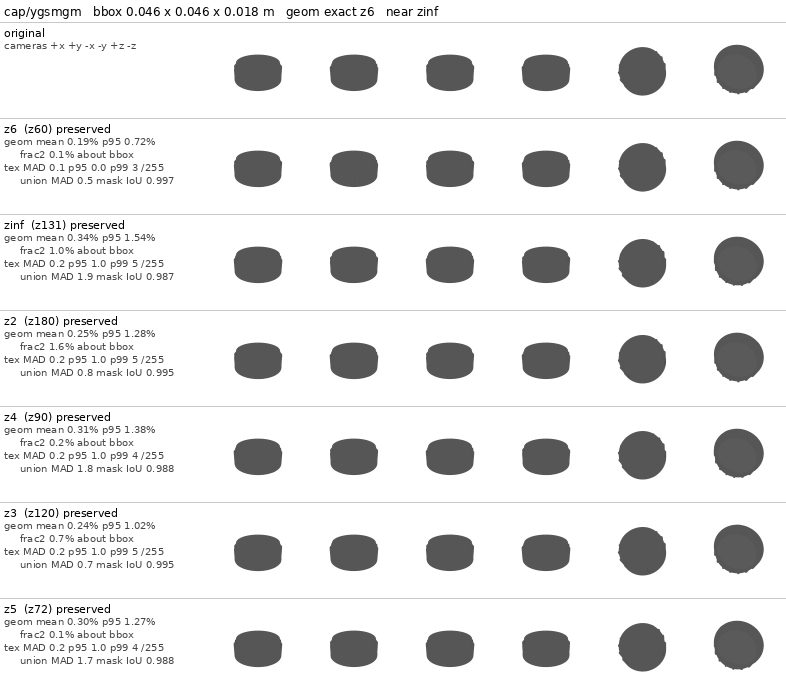 cap/ygsmgm bbox 0.046 x 0.046 x 0.018 m geom exact z6 near zinf
original
cameras +x +y -x -y +z -z
z6 (z60) preserved
geom mean 0.19% p95 0.72%
frac2 0.1% about bbox
tex MAD 0.1 p95 0.0 p99 3 /255
union MAD 0.5 mask IoU 0.997
zinf (z131) preserved
geom mean 0.34% p95 1.54%
frac2 1.0% about bbox
tex MAD 0.2 p95 1.0 p99 5 /255
union MAD 1.9 mask IoU 0.987
z2 (z180) preserved
geom mean 0.25% p95 1.28%
frac2 1.6% about bbox
tex MAD 0.2 p95 1.0 p99 5 /255
union MAD 0.8 mask IoU 0.995
z4 (z90) preserved
geom mean 0.31% p95 1.38%
frac2 0.2% about bbox
tex MAD 0.2 p95 1.0 p99 4 /255
union MAD 1.8 mask IoU 0.988
z3 (z120) preserved
geom mean 0.24% p95 1.02%
frac2 0.7% about bbox
tex MAD 0.2 p95 1.0 p99 5 /255
union MAD 0.7 mask IoU 0.995
z5 (z72) preserved
geom mean 0.30% p95 1.27%
frac2 0.1% about bbox
tex MAD 0.2 p95 1.0 p99 4 /255
union MAD 1.7 mask IoU 0.988